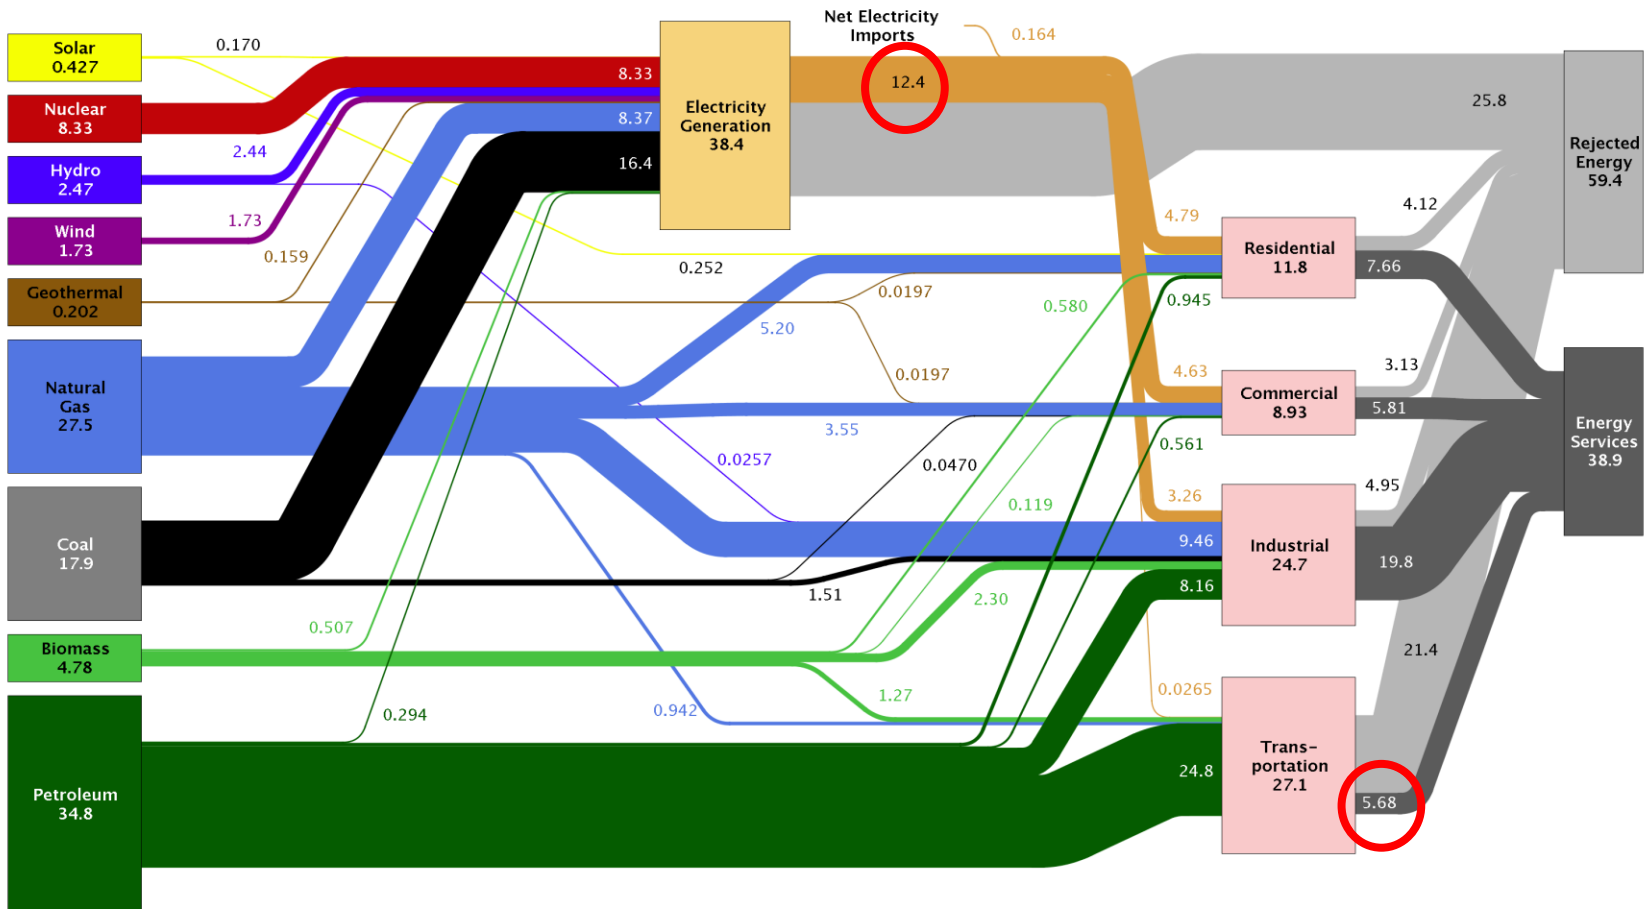 Solar
0.427
Nuclear
8.33
Hydro
2.47
Wind
1.73
Geothermal
0.202
Natural
Gas
27.5
Coal
17.9
Biomass
4.78
Petroleum
34.8
0.170
2.44
1.73
0.159
0.507
0.294
8.33
8.37
16.4
Electricity
Generation
38.4
Net Electricity
Imports
0.164
12.4
0.252
0.0197
5.20
0.0197
3.55
0.0257
0.0470
0.580
0.119
1.51
2.30
1.27
0.942
4.79
0.945
4.63
0.561
3.26
9.46
8.16
0.0265
24.8
Residential
11.8
Commercial
8.93
Industrial
24.7
Trans-
portation
27.1
25.8
4.12
7.66
3.13
5.81
4.95
19.8
21.4
5.68
Rejected
Energy
59.4
Energy
Services
38.9